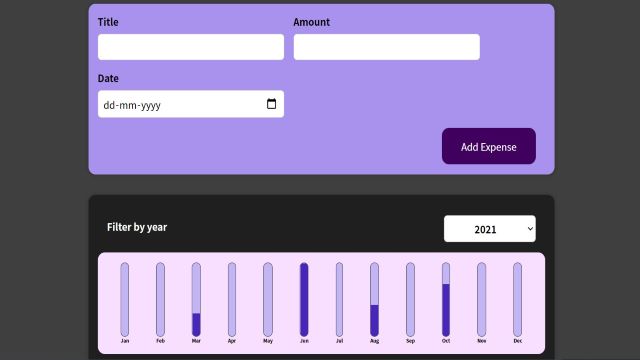 Title Amount
Date
dd-mm-yyyy
Add Expense
Filter by year 2021
Jan Feb Mar Apr May Jun Jul Aug Sep Oct Nov Dec